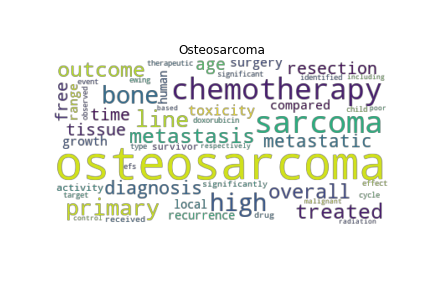 Osteosarcoma
outcome
age
surgery
therapeutic
significant
resection
identified
including
free
range
event
observed
ewing
bone
human
chemotherapy
time
line
toxicity
based
doxorubicin
compared
child
poor
sarcoma
tissue
metastasis
metastatic
growth
type
survivor
respectively
efs
osteosarcoma
activity
target
diagnosis
significantly
overall
effect
cycle
primary
local
high
malignant
treated
control
received
recurrence
drug
radiation